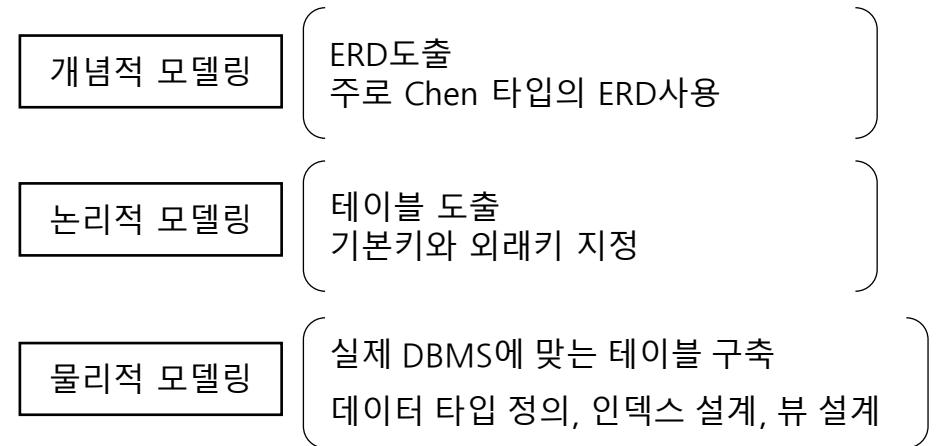 개념적 모델링
ERD도출
주로 Chen 타입의 ERD사용
논리적 모델링
테이블 도출
기본키와 외래키 지정
물리적 모델링
실제 DBMS에 맞는 테이블 구축
데이터 타입 정의, 인덱스 설계, 뷰 설계